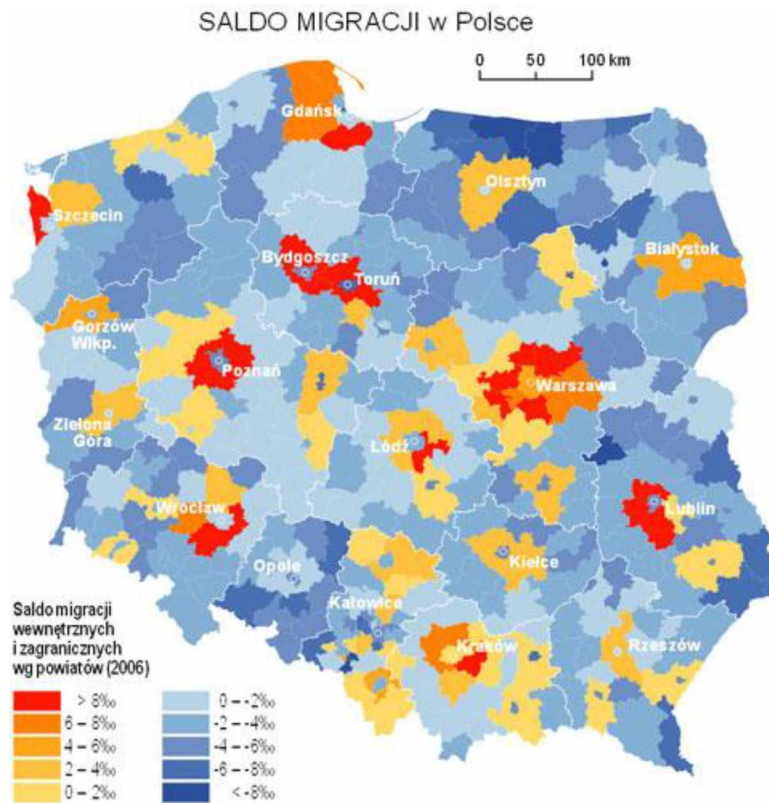 SALDO MIGRACJI w Polsce
0 50 100 km
Gdańsk
Olsztyn
Szczecin
Białystok
Bydgoszcz
Toruń
Gorzów
Wlkp.
Poznań
Warszawa
Zielona
Góra
Łódź
Wrocław
Lublin
Opole
Kielce
Katowice
Kraków
Rzeszów
Saldo migracji
wewnętrznych
i zagranicznych
wg powiatów (2006)
> 8‰
6 – 8‰
4 – 6‰
2 – 4‰
0 – 2‰
0 – -2‰
-2 – -4‰
-4 – -6‰
-6 – -8‰
< -8‰